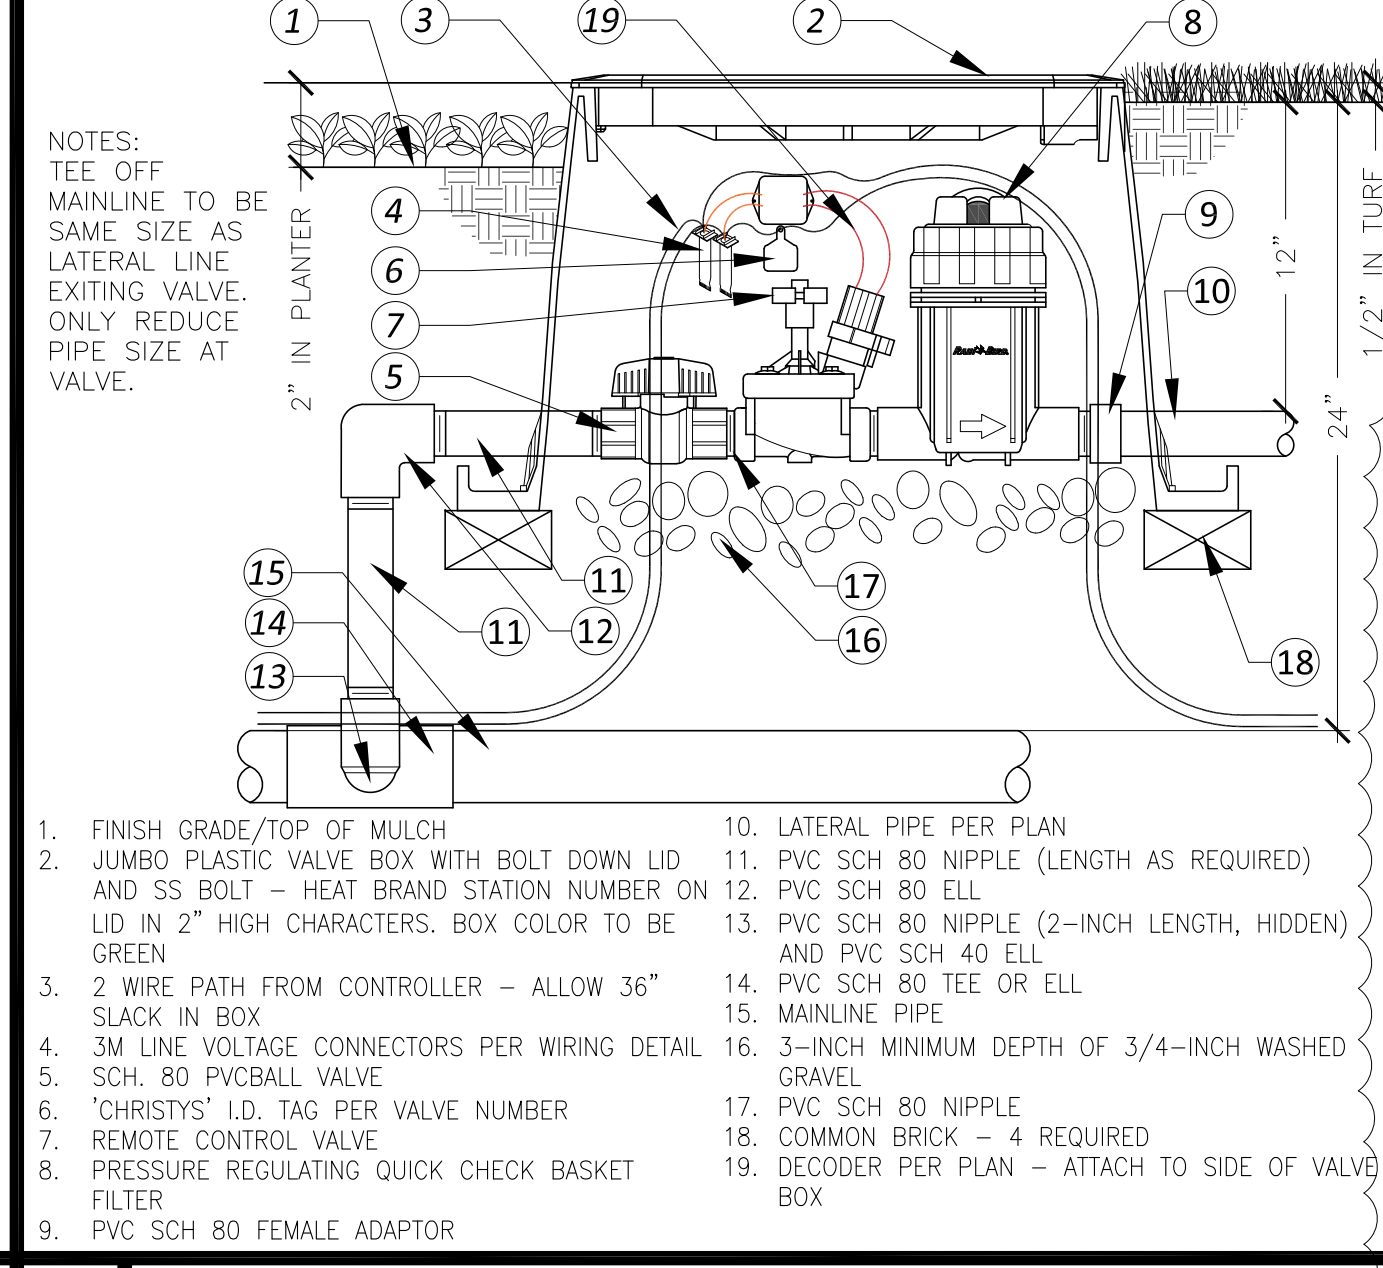 1
3
19
2
8
NOTES:
TEE OFF
MAINLINE TO BE
SAME SIZE AS
LATERAL LINE
EXITING VALVE.
ONLY REDUCE
PIPE SIZE AT
VALVE.
2” IN PLANTER
4
6
7
5
9
10
12”
24”
1/2” IN TURF
RAIN BIRD
15
14
13
11
11
12
17
16
18
1. FINISH GRADE/TOP OF MULCH
2. JUMBO PLASTIC VALVE BOX WITH BOLT DOWN LID
AND SS BOLT – HEAT BRAND STATION NUMBER ON
LID IN 2” HIGH CHARACTERS. BOX COLOR TO BE
GREEN
3. 2 WIRE PATH FROM CONTROLLER – ALLOW 36”
SLACK IN BOX
4. 3M LINE VOLTAGE CONNECTORS PER WIRING DETAIL
5. SCH. 80 PVCBALL VALVE
6. 'CHRISTYS' I.D. TAG PER VALVE NUMBER
7. REMOTE CONTROL VALVE
8. PRESSURE REGULATING QUICK CHECK BASKET
FILTER
9. PVC SCH 80 FEMALE ADAPTOR
10. LATERAL PIPE PER PLAN
11. PVC SCH 80 NIPPLE (LENGTH AS REQUIRED)
12. PVC SCH 80 ELL
13. PVC SCH 80 NIPPLE (2–INCH LENGTH, HIDDEN)
AND PVC SCH 40 ELL
14. PVC SCH 80 TEE OR ELL
15. MAINLINE PIPE
16. 3–INCH MINIMUM DEPTH OF 3/4–INCH WASHED
GRAVEL
17. PVC SCH 80 NIPPLE
18. COMMON BRICK – 4 REQUIRED
19. DECODER PER PLAN – ATTACH TO SIDE OF VALVE
BOX